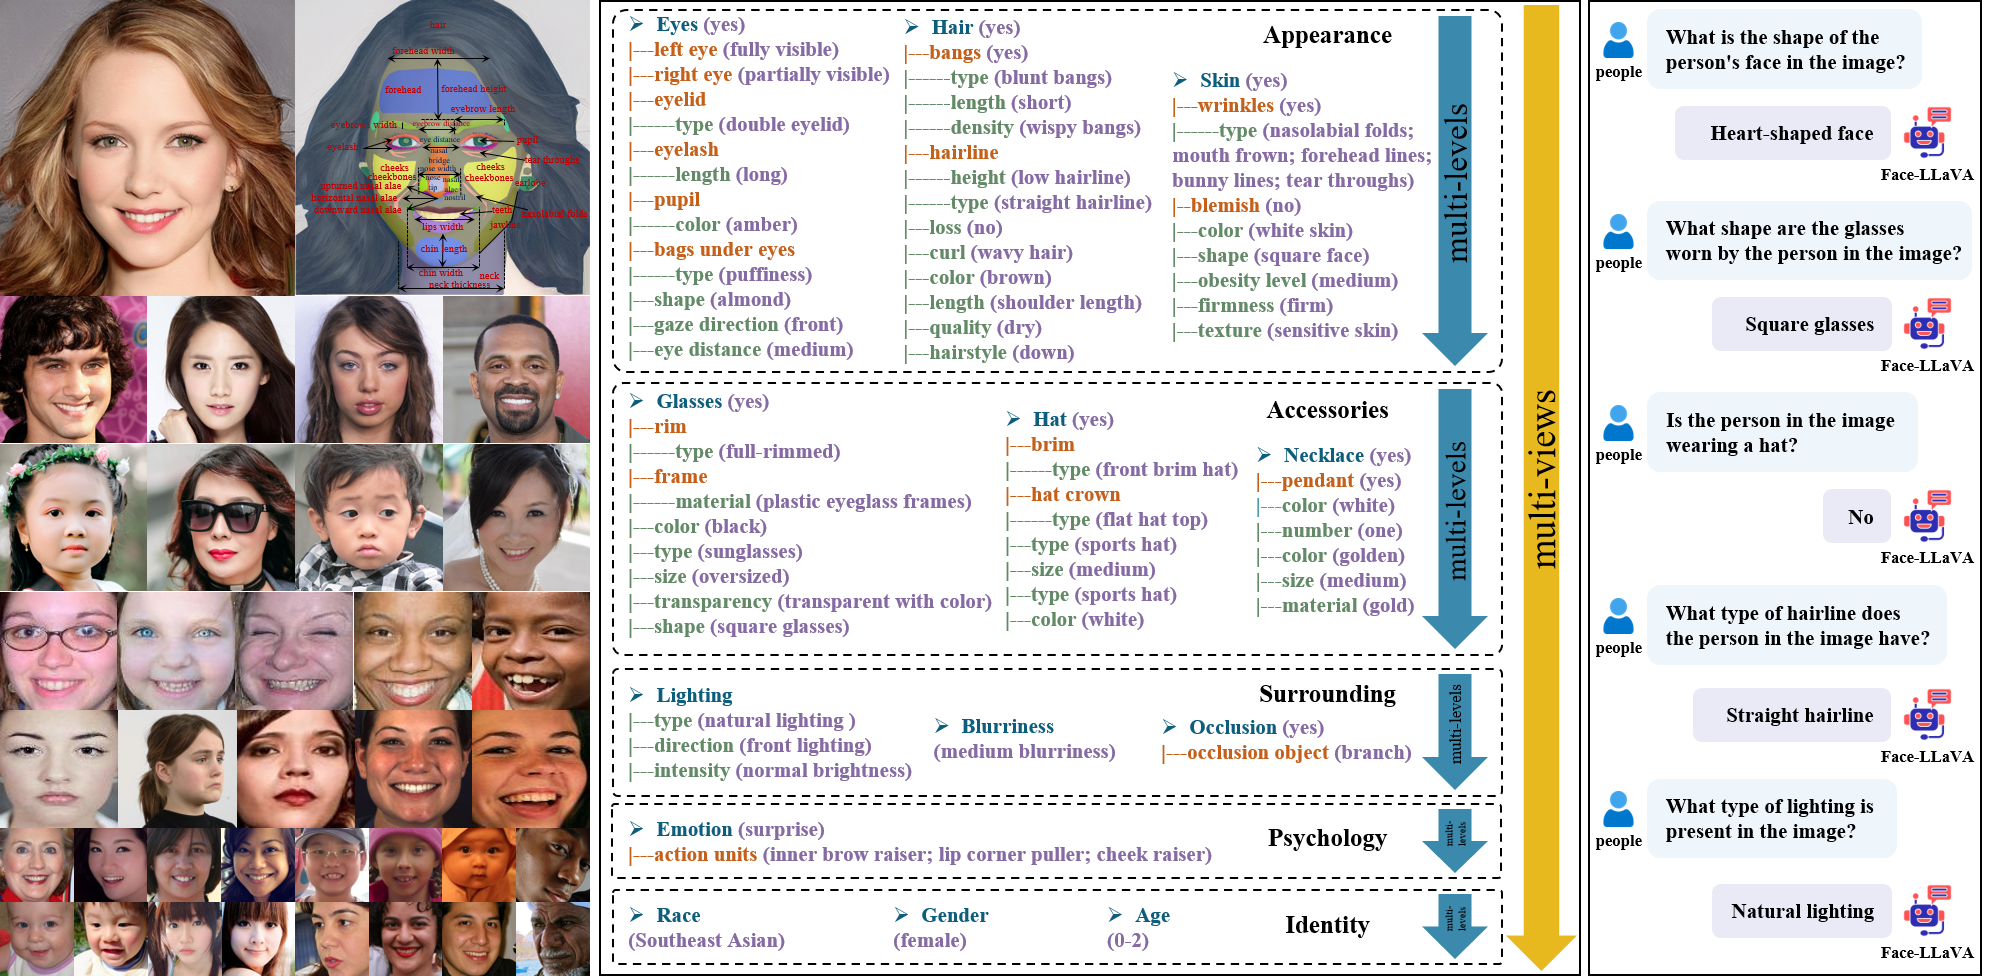 hair
forehead width
forehead
forehead height
eyebrow length
eyebrow width
eyebrow distance
eye distance
pupil
eyelash
nasal
bridge
tear throughs
cheeks
cheekbones
nose width
cheeks
cheekbones
nose
tip
nasal
alae
earlobe
upturned nasal alae
horizontal nasal alae
nostril
downward nasal alae
teeth
nasolabial folds
lips width
jawline
chin length
chin width
neck
neck thickness
Appearance
➢ Eyes (yes)
|---left eye (fully visible)
|---right eye (partially visible)
|---eyelid
|------type (double eyelid)
|---eyelash
|------length (long)
|---pupil
|------color (amber)
|---bags under eyes
|------type (puffiness)
|---shape (almond)
|---gaze direction (front)
|---eye distance (medium)
➢ Hair (yes)
|---bangs (yes)
|------type (blunt bangs)
|------length (short)
|------density (wispy bangs)
|---hairline
|------height (low hairline)
|------type (straight hairline)
|---loss (no)
|---curl (wavy hair)
|---color (brown)
|---length (shoulder length)
|---quality (dry)
|---hairstyle (down)
➢ Skin (yes)
|---wrinkles (yes)
|------type (nasolabial folds;
mouth frown; forehead lines;
bunny lines; tear throughs)
|--blemish (no)
|---color (white skin)
|---shape (square face)
|---obesity level (medium)
|---firmness (firm)
|---texture (sensitive skin)
multi-levels
Accessories
➢ Glasses (yes)
|---rim
|------type (full-rimmed)
|---frame
|------material (plastic eyeglass frames)
|---color (black)
|---type (sunglasses)
|---size (oversized)
|---transparency (transparent with color)
|---shape (square glasses)
➢ Hat (yes)
|---brim
|------type (front brim hat)
|---hat crown
|------type (flat hat top)
|---type (sports hat)
|---size (medium)
|---type (sports hat)
|---color (white)
➢ Necklace (yes)
|---pendant (yes)
|---color (white)
|---number (one)
|---color (golden)
|---size (medium)
|---material (gold)
multi-levels
Surrounding
➢ Lighting
|---type (natural lighting )
|---direction (front lighting)
|---intensity (normal brightness)
➢ Blurriness
(medium blurriness)
➢ Occlusion (yes)
|---occlusion object (branch)
multi-levels
Psychology
➢ Emotion (surprise)
|---action units (inner brow raiser; lip corner puller; cheek raiser)
multi-
levels
Identity
➢ Race
(Southeast Asian)
➢ Gender
(female)
➢ Age
(0-2)
multi-
levels
multi-views
What is the shape of the
person's face in the image?
people
Heart-shaped face
Face-LLaVA
What shape are the glasses
worn by the person in the image?
people
Square glasses
Face-LLaVA
Is the person in the image
wearing a hat?
people
No
Face-LLaVA
What type of hairline does
the person in the image have?
people
Straight hairline
Face-LLaVA
What type of lighting is
present in the image?
people
Natural lighting
Face-LLaVA